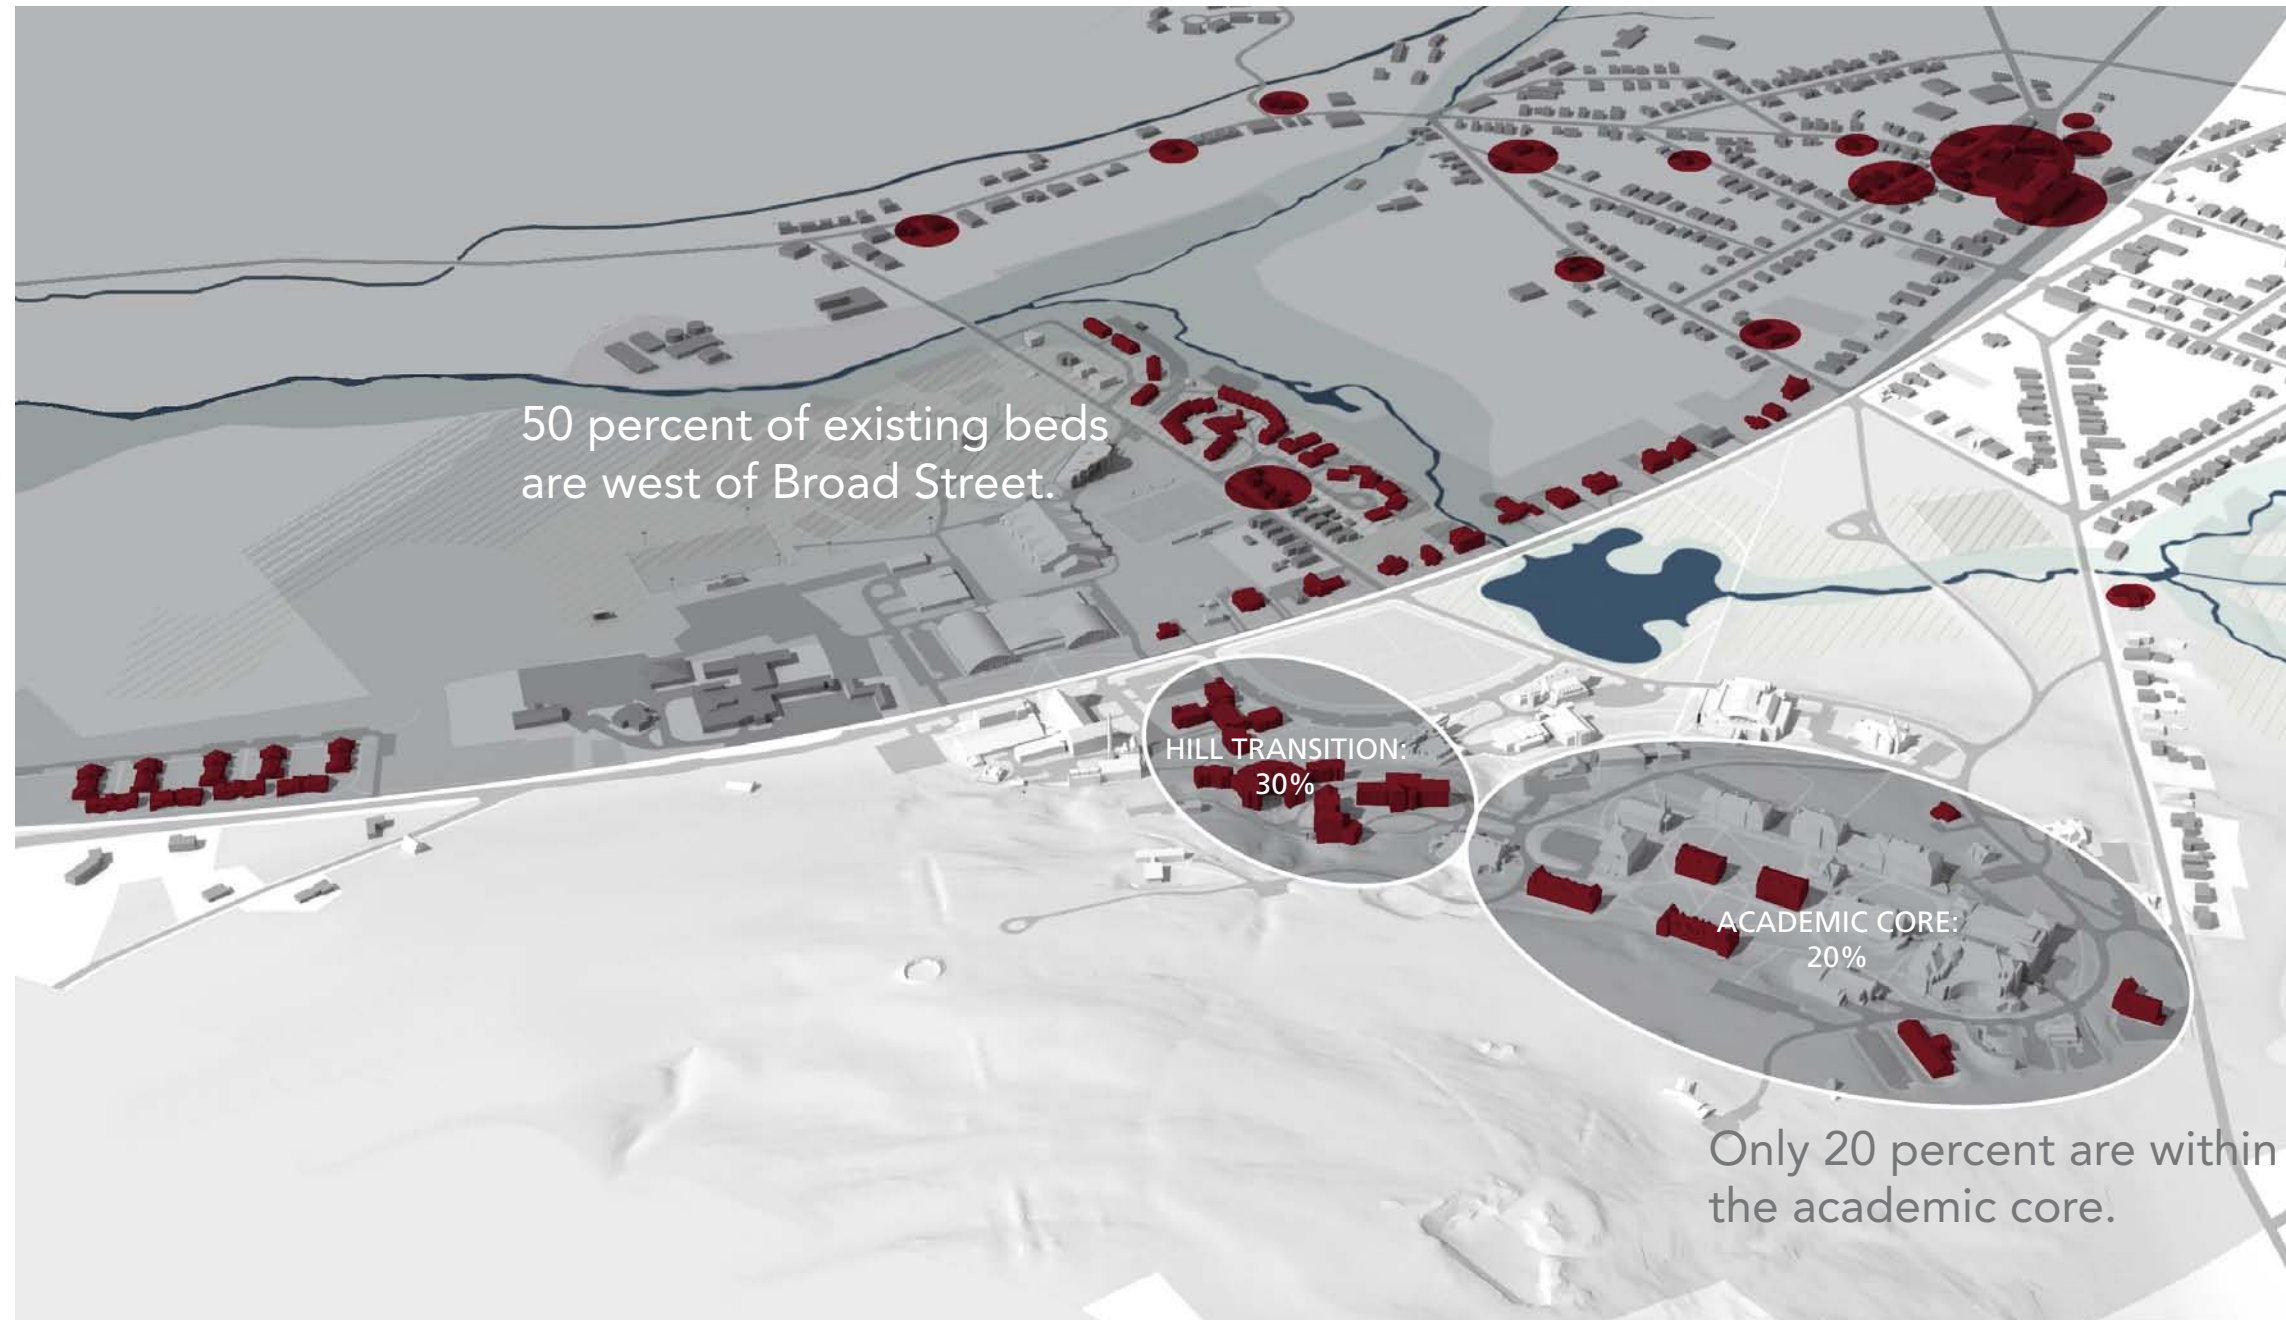 50 percent of existing beds
are west of Broad Street.
HILL TRANSITION:
30%
ACADEMIC CORE:
20%
Only 20 percent are within
the academic core.